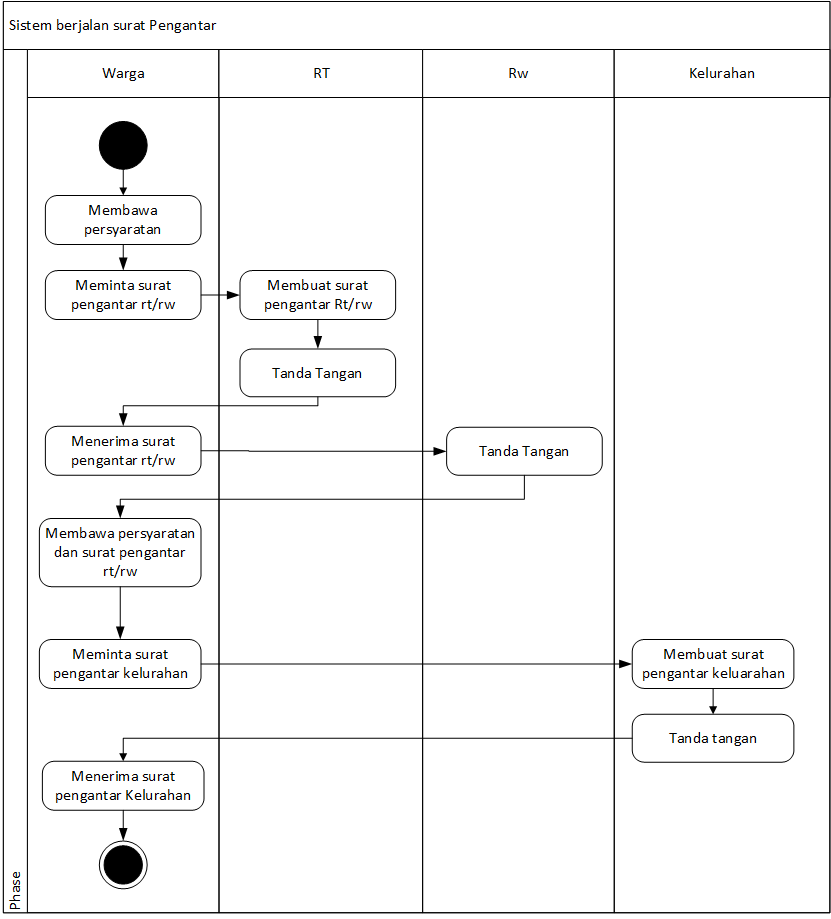 Sistem berjalan surat Pengantar
Warga
RT
Rw
Kelurahan
Membawa
persyaratan
Meminta surat
pengantar rt/rw
Membuat surat
pengantar Rt/rw
Tanda Tangan
Menerima surat
pengantar rt/rw
Tanda Tangan
Membawa persyaratan
dan surat pengantar
rt/rw
Meminta surat
pengantar kelurahan
Membuat surat
pengantar keluarahan
Tanda tangan
Menerima surat
pengantar Kelurahan
Phase